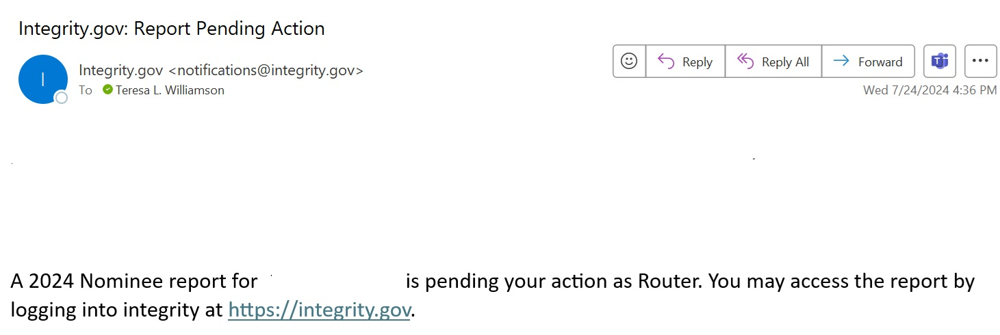 Integrity.gov: Report Pending Action
I
Integrity.gov <notifications@integrity.gov>
To Teresa L. Williamson
Reply Reply All Forward
Wed 7/24/2024 4:36 PM
A 2024 Nominee report for is pending your action as Router. You may access the report by
logging into integrity at https://integrity.gov.